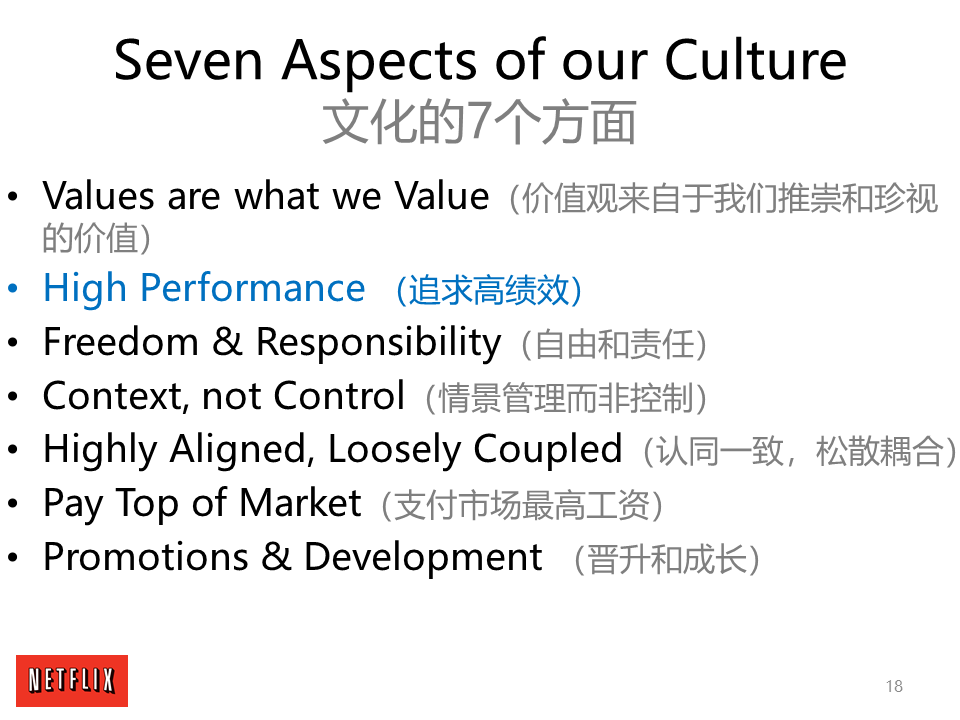 Seven Aspects of our Culture
文化的7个方面
• Values are what we Value（价值观来自于我们推崇和珍视
的价值）
• High Performance （追求高绩效）
• Freedom & Responsibility（自由和责任）
• Context, not Control（情景管理而非控制）
• Highly Aligned, Loosely Coupled（认同一致，松散耦合）
• Pay Top of Market（支付市场最高工资）
• Promotions & Development （晋升和成长）
NETFLIX
18